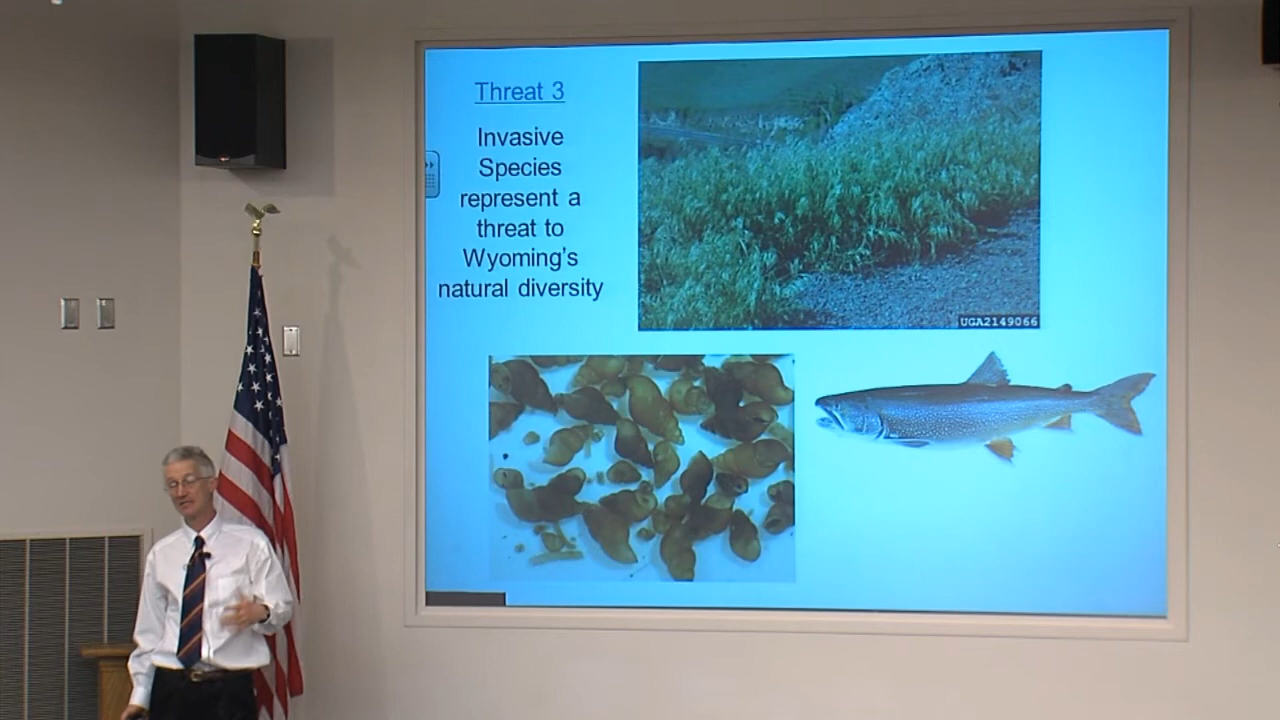 Threat 3
Invasive
Species
represent a
threat to
Wyoming's
natural diversity
UGA2149066